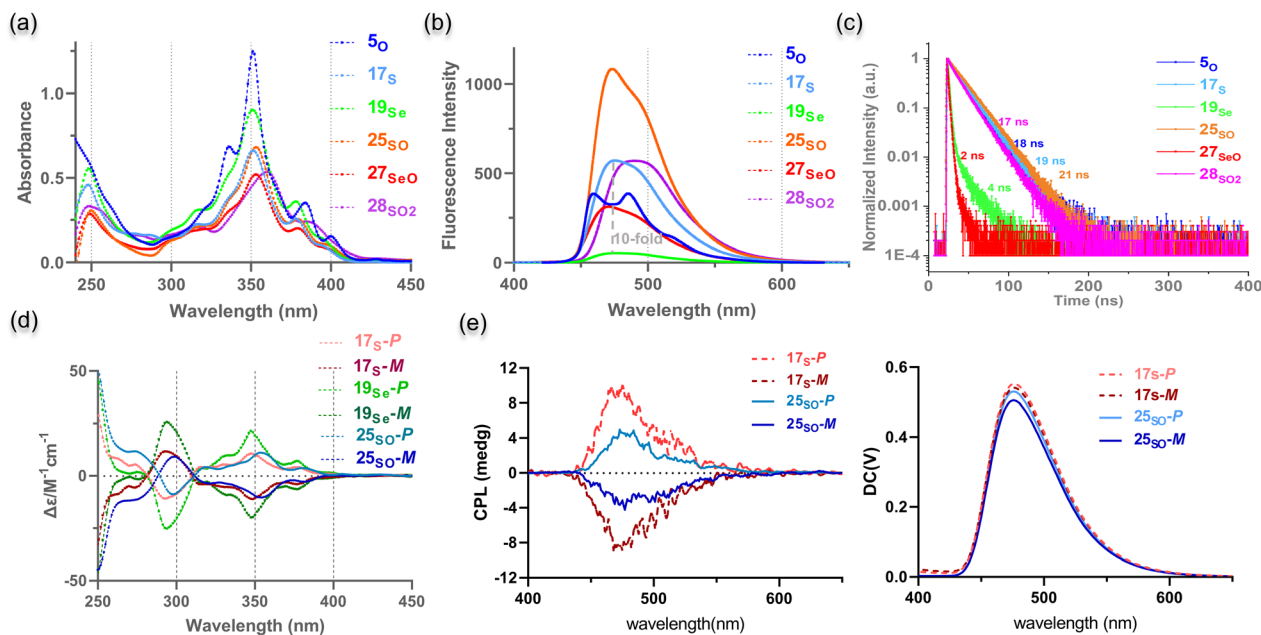 (a)
Absorbance
1.0
0.5
0.0
250
300
350
400
450
Wavelength (nm)
5O
17S
19Se
25SO
27SeO
28SO2
(b)
Fluorescence Intensity
1000
500
0
400
500
600
Wavelength (nm)
10-fold
5O
17S
19Se
25SO
27SeO
28SO2
(c)
Normalized Intensity (a.u.)
1
0.1
0.01
0.001
1E-4
0
100
200
300
400
Time (ns)
17 ns
18 ns
2 ns
19 ns
4 ns
21 ns
5O
17S
19Se
25SO
27SeO
28SO2
(d)
Δε/M⁻¹cm⁻¹
50
0
-50
250
300
350
400
450
Wavelength (nm)
17S-P
17S-M
19Se-P
19Se-M
25SO-P
25SO-M
(e)
CPL (medg)
12
8
4
0
-4
-8
-12
400
500
600
wavelength(nm)
17S-P
17S-M
25SO-P
25SO-M
DC(V)
0.6
0.4
0.2
0.0
400
500
600
wavelength (nm)
17S-P
17S-M
25SO-P
25SO-M